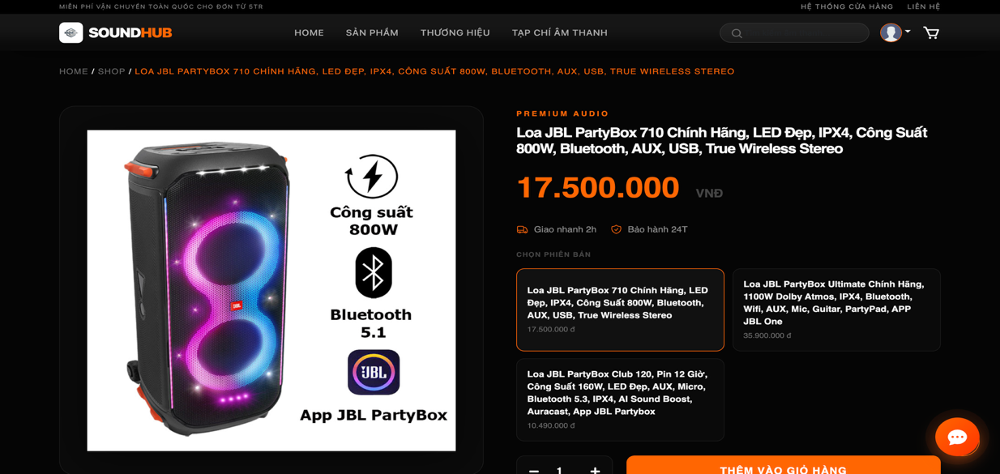 MIỄN PHÍ VẬN CHUYỂN TOÀN QUỐC CHO ĐƠN TỪ 5TR
HỆ THỐNG CỬA HÀNG LIÊN HỆ
SOUNDHUB
HOME SẢN PHẨM THƯƠNG HIỆU TẠP CHÍ ÂM THANH
HOME / SHOP / LOA JBL PARTYBOX 710 CHÍNH HÃNG, LED ĐẸP, IPX4, CÔNG SUẤT 800W, BLUETOOTH, AUX, USB, TRUE WIRELESS STEREO
Công suất
800W
Bluetooth
5.1
JBL
App JBL PartyBox
JBL
PREMIUM AUDIO
Loa JBL PartyBox 710 Chính Hãng, LED Đẹp, IPX4, Công Suất
800W, Bluetooth, AUX, USB, True Wireless Stereo
17.500.000 VNĐ
Giao nhanh 2h Bảo hành 24T
CHỌN PHIÊN BẢN
Loa JBL PartyBox 710 Chính Hãng, LED
Đẹp, IPX4, Công Suất 800W, Bluetooth,
AUX, USB, True Wireless Stereo
17.500.000 đ
Loa JBL PartyBox Ultimate Chính Hãng,
1100W Dolby Atmos, IPX4, Bluetooth,
Wifi, AUX, Mic, Guitar, PartyPad, APP
JBL One
35.900.000 đ
Loa JBL PartyBox Club 120, Pin 12 Giờ,
Công Suất 160W, LED Đẹp, AUX, Micro,
Bluetooth 5.3, IPX4, AI Sound Boost,
Auracast, App JBL Partybox
10.490.000 đ
− 1 +
THÊM VÀO GIỎ HÀNG